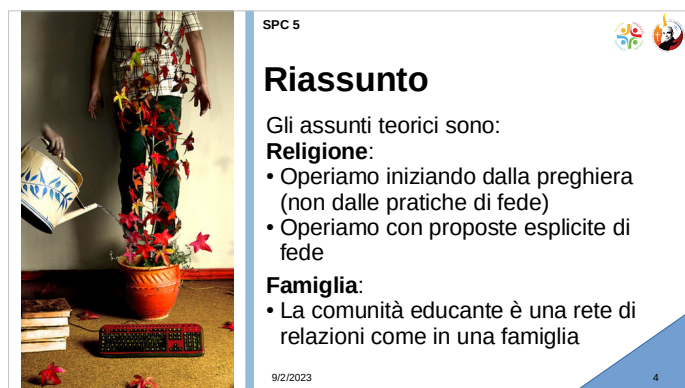 SPC 5
Riassunto
Gli assunti teorici sono:
Religione:
• Operiamo iniziando dalla preghiera
(non dalle pratiche di fede)
• Operiamo con proposte esplicite di
fede
Famiglia:
• La comunità educante è una rete di
relazioni come in una famiglia
9/2/2023
4